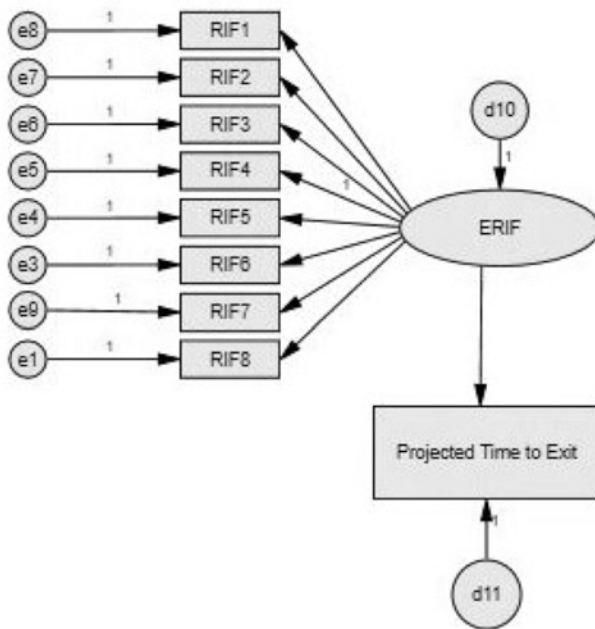 e8 1 RIF1
e7 1 RIF2
d10
e6 1 RIF3
1
e5 1 RIF4 1
e4 1 RIF5
ERIF
e3 1 RIF6
e9 1 RIF7
e1 1 RIF8
Projected Time to Exit
1
d11